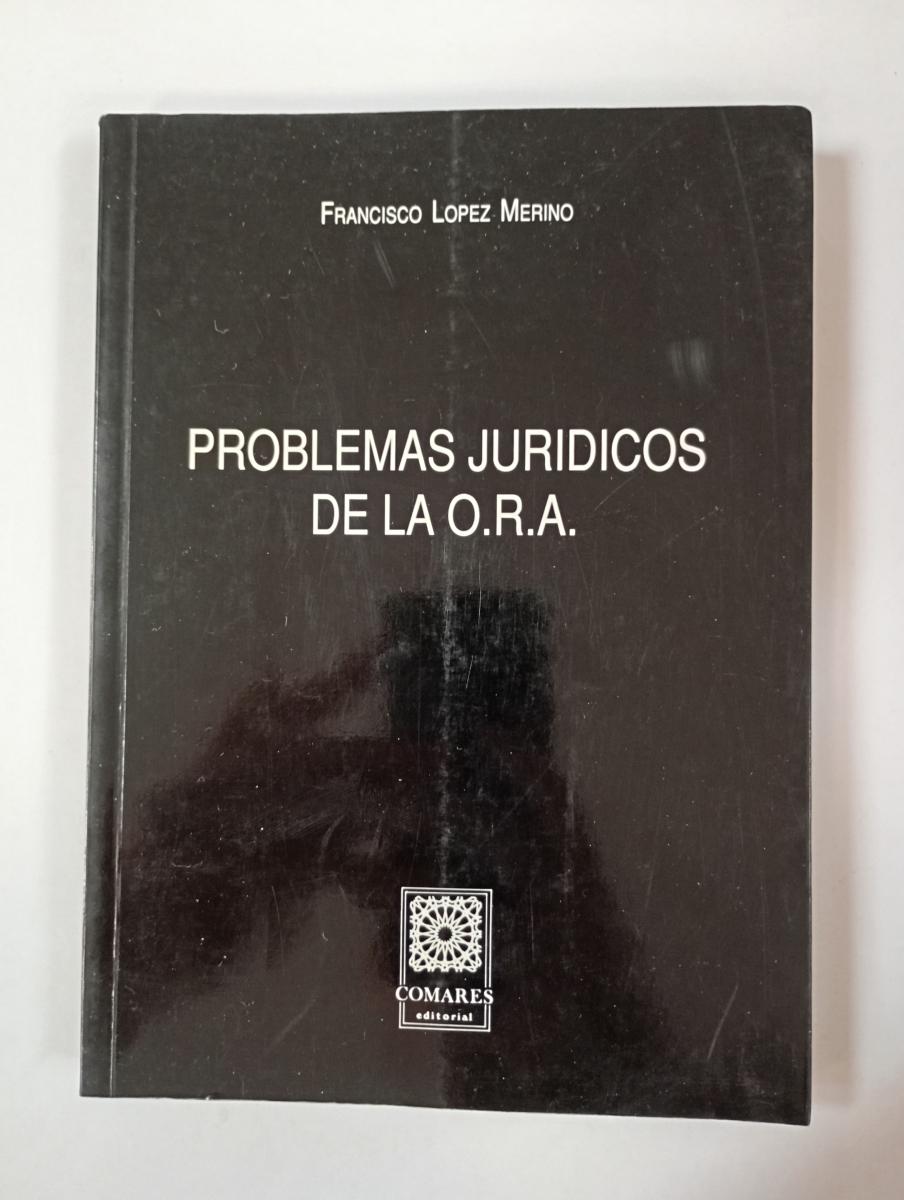 FRANCISCO LOPEZ MERINO
PROBLEMAS JURIDICOS
DE LA O.R.A.
COMARES
editorial